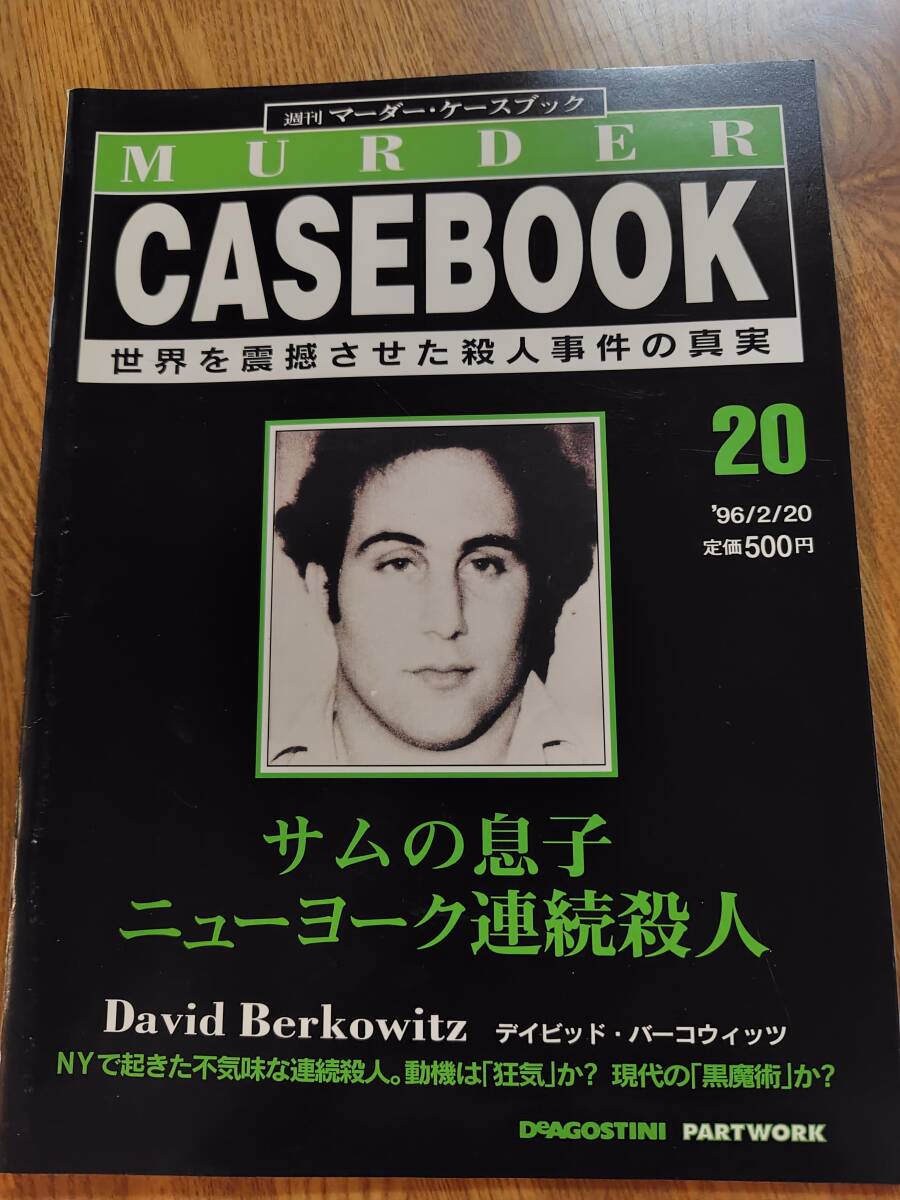 週刊 マーダー・ケースブック
MURDER
CASEBOOK
世界を震撼させた殺人事件の真実
20
'96/2/20
定価500円
サムの息子
ニューヨーク連続殺人
David Berkowitz デイビッド・バーコウィッツ
NYで起きた不気味な連続殺人。動機は「狂気」か? 現代の「黒魔術」か?
DeAGOSTINI PARTWORK